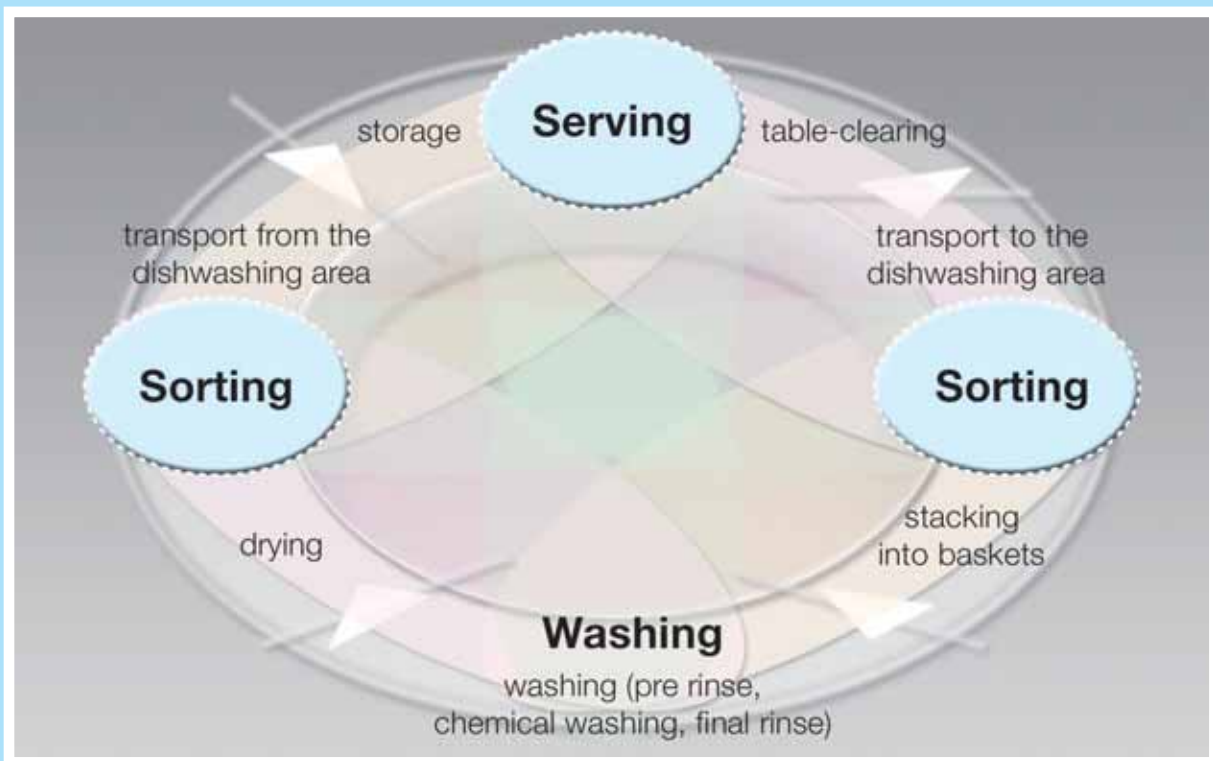 Serving
storage
table-clearing
transport from the
dishwashing area
transport to the
dishwashing area
Sorting
Sorting
drying
stacking
into baskets
Washing
washing (pre rinse,
chemical washing, final rinse)